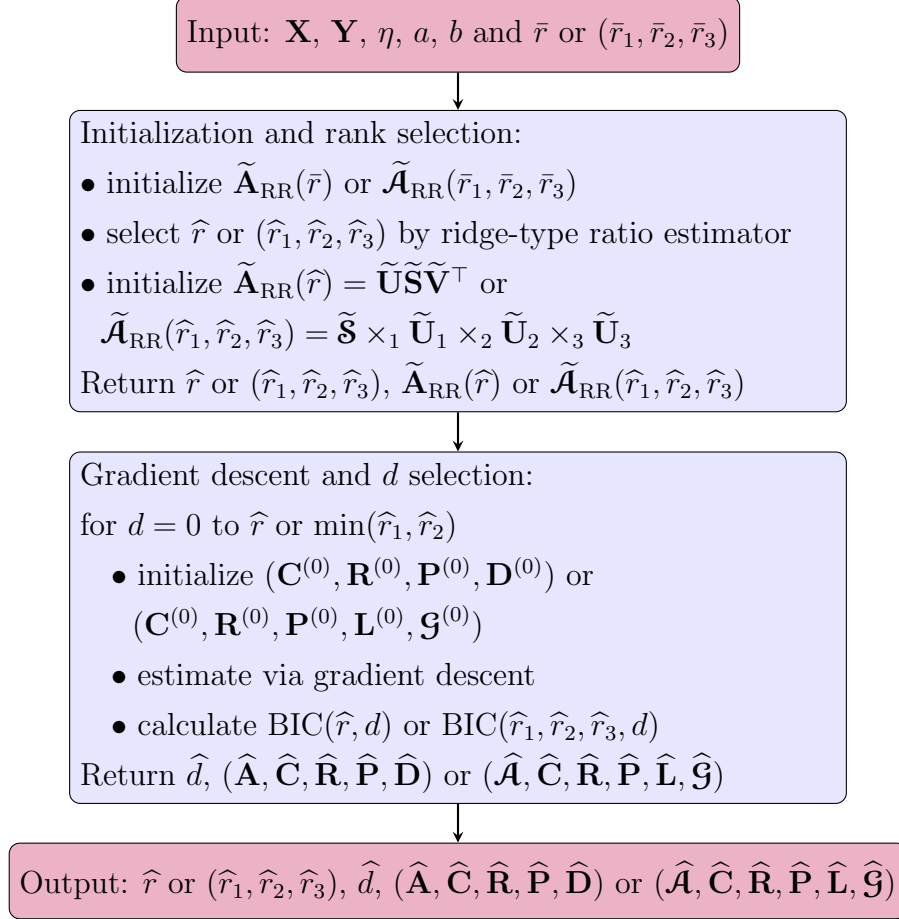 Input: 𝐗, 𝐘, η, a, b and r̄ or (r̄₁, r̄₂, r̄₃)
Initialization and rank selection:
• initialize 𝐀̃_RR(r̄) or 𝓐̃_RR(r̄₁, r̄₂, r̄₃)
• select r̂ or (r̂₁, r̂₂, r̂₃) by ridge-type ratio estimator
• initialize 𝐀̃_RR(r̂) = 𝐔̃𝐒̃𝐕̃^⊤ or
𝓐̃_RR(r̂₁, r̂₂, r̂₃) = 𝓢̃ ×₁ 𝐔̃₁ ×₂ 𝐔̃₂ ×₃ 𝐔̃₃
Return r̂ or (r̂₁, r̂₂, r̂₃), 𝐀̃_RR(r̂) or 𝓐̃_RR(r̂₁, r̂₂, r̂₃)
Gradient descent and d selection:
for d = 0 to r̂ or min(r̂₁, r̂₂)
• initialize (𝐂⁽⁰⁾, 𝐑⁽⁰⁾, 𝐏⁽⁰⁾, 𝐃⁽⁰⁾) or
(𝐂⁽⁰⁾, 𝐑⁽⁰⁾, 𝐏⁽⁰⁾, 𝐋⁽⁰⁾, 𝓖⁽⁰⁾)
• estimate via gradient descent
• calculate BIC(r̂, d) or BIC(r̂₁, r̂₂, r̂₃, d)
Return d̂, (𝐀̂, 𝐂̂, 𝐑̂, 𝐏̂, 𝐃̂) or (𝓐̂, 𝐂̂, 𝐑̂, 𝐏̂, 𝐋̂, 𝓖̂)
Output: r̂ or (r̂₁, r̂₂, r̂₃), d̂, (𝐀̂, 𝐂̂, 𝐑̂, 𝐏̂, 𝐃̂) or (𝓐̂, 𝐂̂, 𝐑̂, 𝐏̂, 𝐋̂, 𝓖̂)